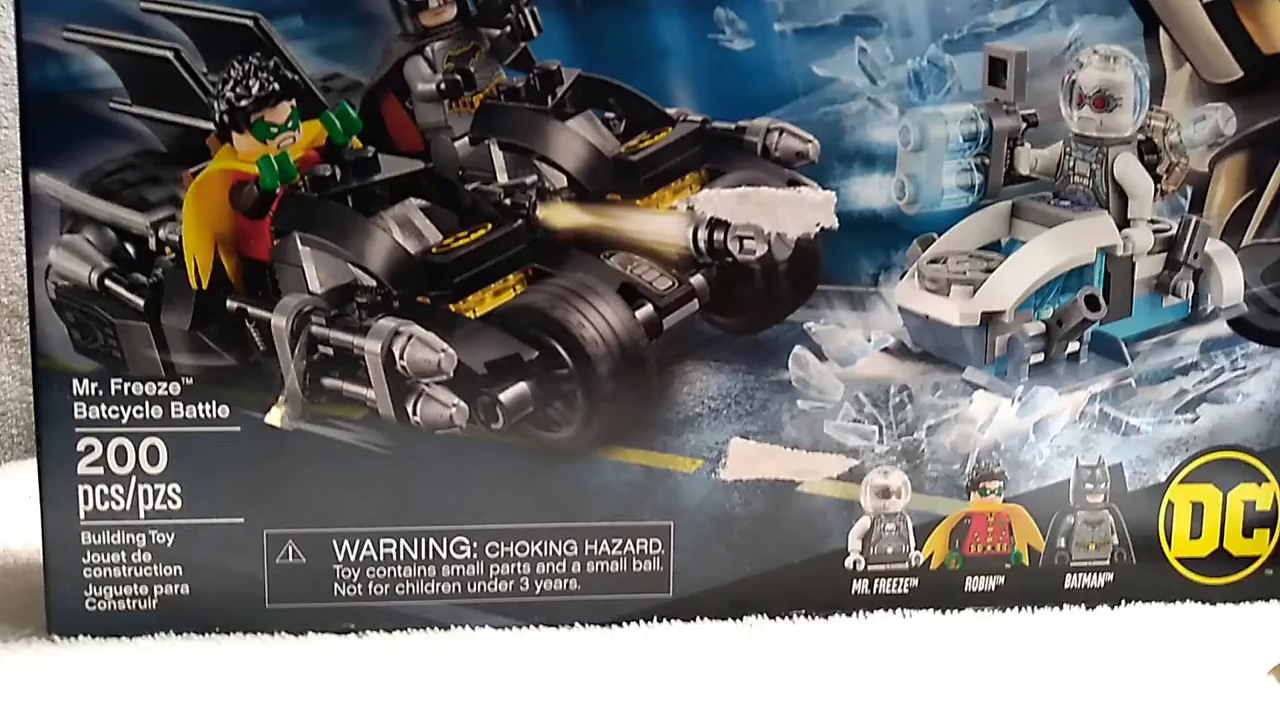 Mr. Freeze™
Batcycle Battle
200
pcs/pzs
Building Toy
Jouet de
construction
Juguete para
Construir
WARNING: CHOKING HAZARD.
Toy contains small parts and a small ball.
Not for children under 3 years.
MR. FREEZE™
ROBIN™
BATMAN™
DC™